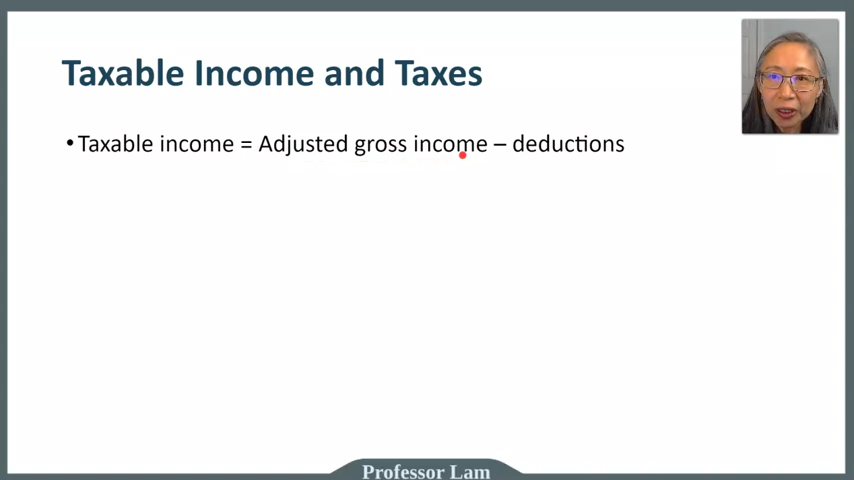 Taxable Income and Taxes
•Taxable income = Adjusted gross income – deductions
Professor Lam